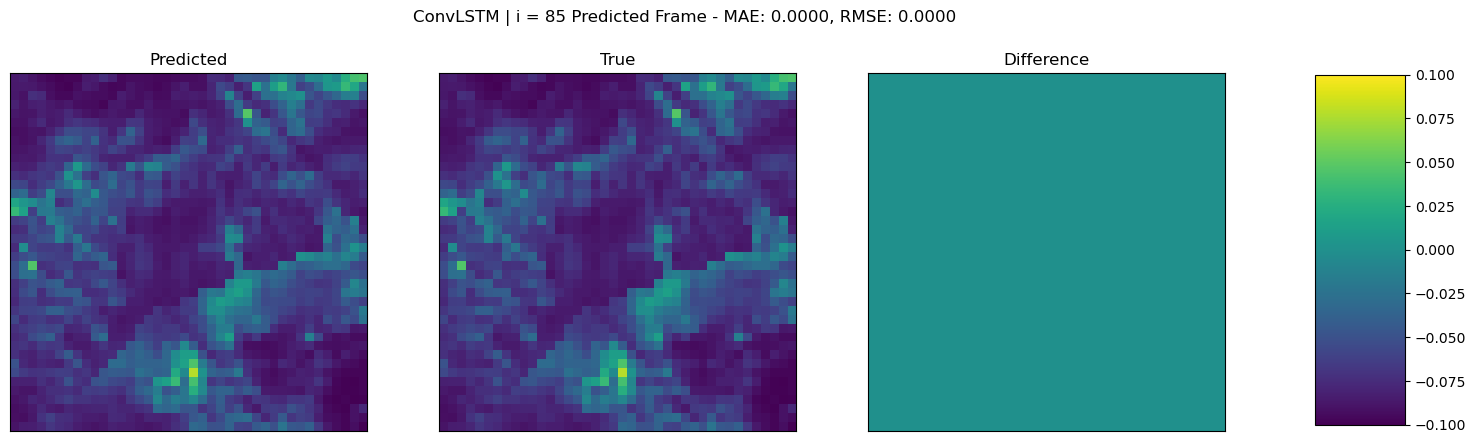 ConvLSTM | i = 85 Predicted Frame - MAE: 0.0000, RMSE: 0.0000
Predicted
True
Difference
0.100
0.075
0.050
0.025
0.000
−0.025
−0.050
−0.075
−0.100